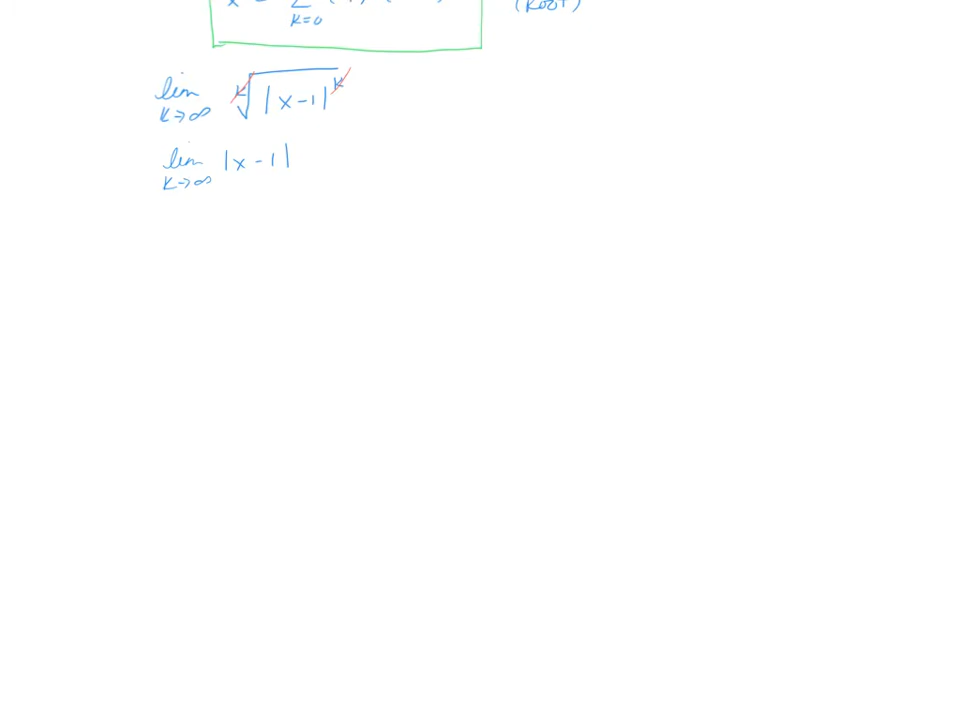 x = Σ (Root)
k=0
lim k→∞ ᵏ√|x-1|ᵏ
lim k→∞ |x-1|